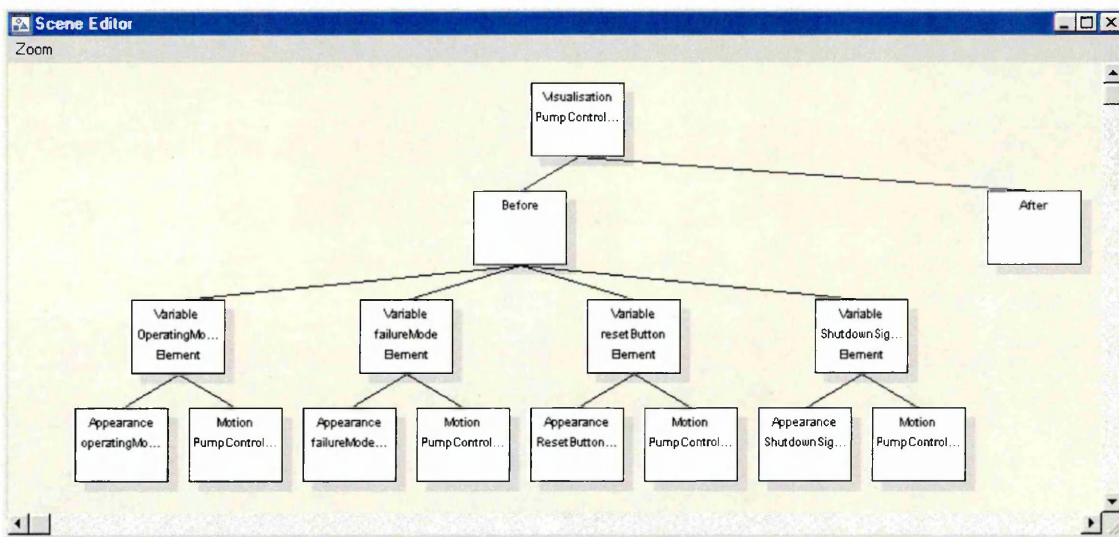 Scene Editor
Zoom
Visualisation
PumpControl...
Before
After
Variable
OperatingMo...
Element
Variable
failureMode
Element
Variable
resetButton
Element
Variable
ShutdownSig...
Element
Appearance
operatingMo...
Motion
PumpControl...
Appearance
failureMode...
Motion
PumpControl...
Appearance
ResetButton...
Motion
PumpControl...
Appearance
ShutdownSig...
Motion
PumpControl...